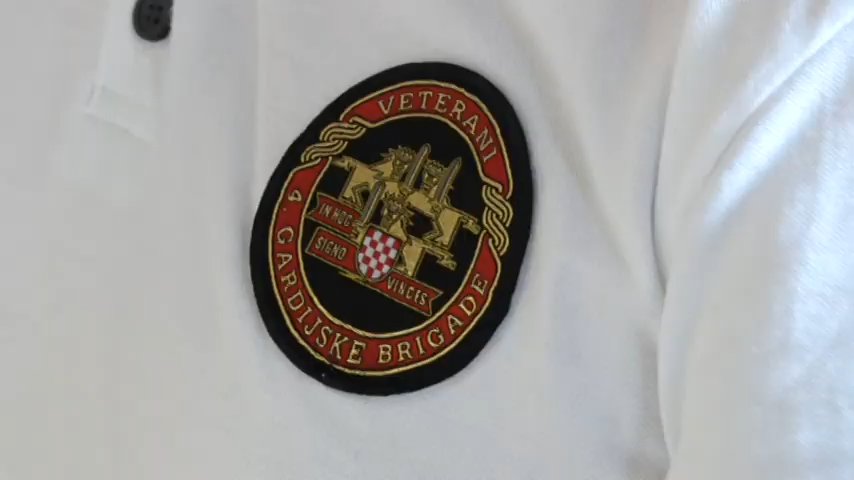 VETERANI
4. GARDIJSKE BRIGADE
IN HOC
SIGNO
VINCES